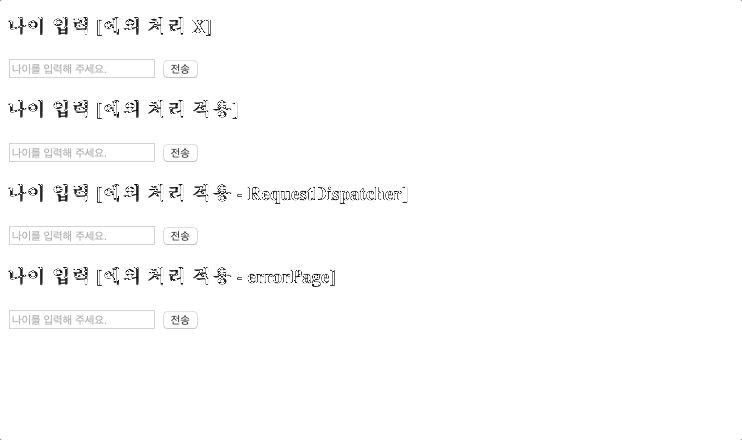 나이 입력 [예외 처리 X]
나이를 입력해 주세요. 전송
나이 입력 [예외 처리 적용]
나이를 입력해 주세요. 전송
나이 입력 [예외 처리 적용 - RequestDispatcher]
나이를 입력해 주세요. 전송
나이 입력 [예외 처리 적용 - errorPage]
나이를 입력해 주세요. 전송